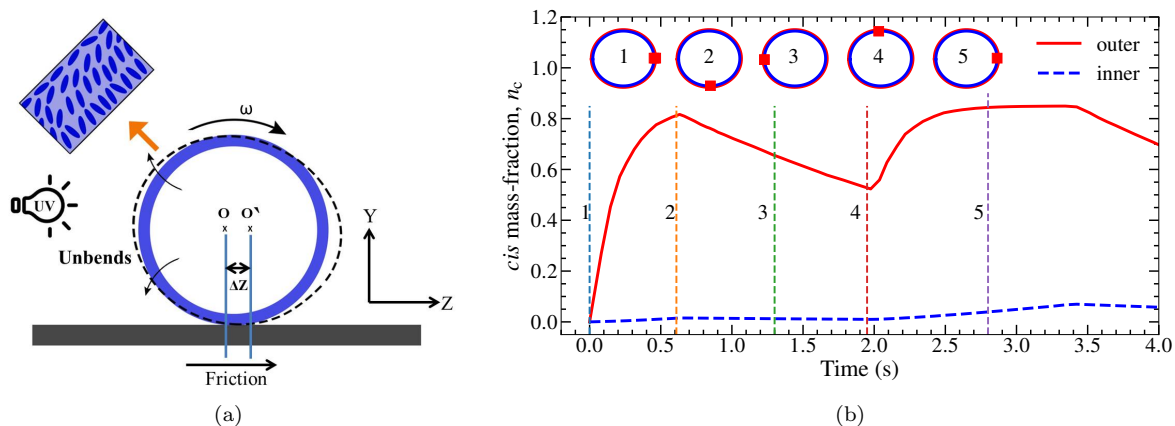 ω
UV
O O`
Y
Unbends
ΔZ
Z
Friction
(a)
1.2
1.0
0.8
0.6
0.4
0.2
0.0
cis mass-fraction, n_c
1 2 3 4 5
outer
inner
1 2 3 4 5
0.0 0.5 1.0 1.5 2.0 2.5 3.0 3.5 4.0
Time (s)
(b)